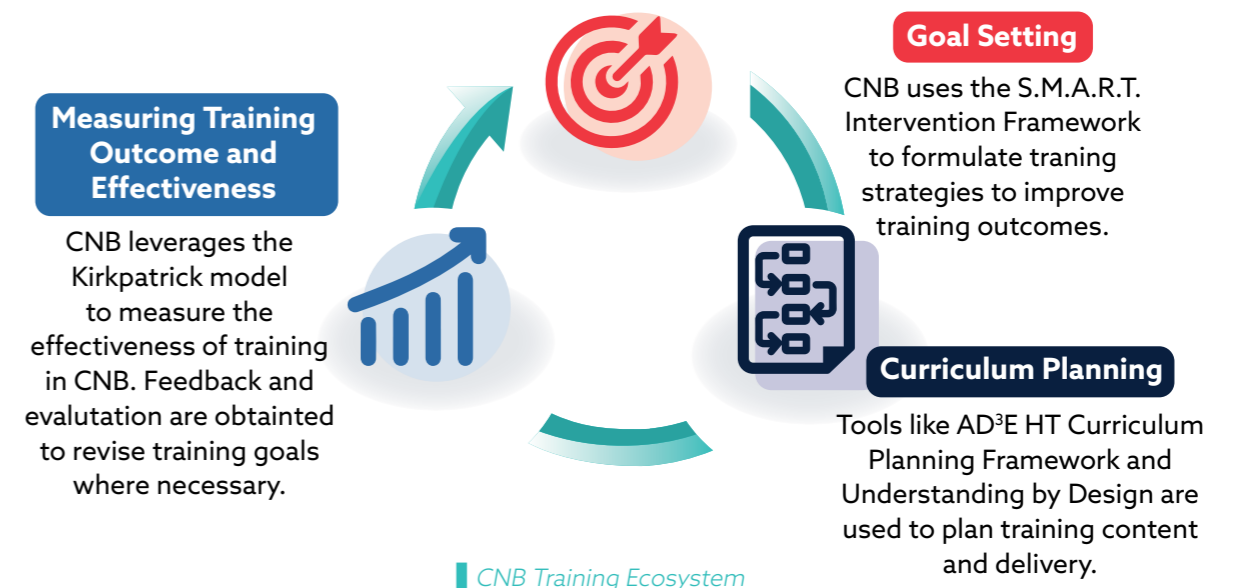 Goal Setting
CNB uses the S.M.A.R.T.
Intervention Framework
to formulate traning
strategies to improve
training outcomes.
Curriculum Planning
Tools like AD³E HT Curriculum
Planning Framework and
Understanding by Design are
used to plan training content
and delivery.
Measuring Training
Outcome and
Effectiveness
CNB leverages the
Kirkpatrick model
to measure the
effectiveness of training
in CNB. Feedback and
evalutation are obtainted
to revise training goals
where necessary.
CNB Training Ecosystem